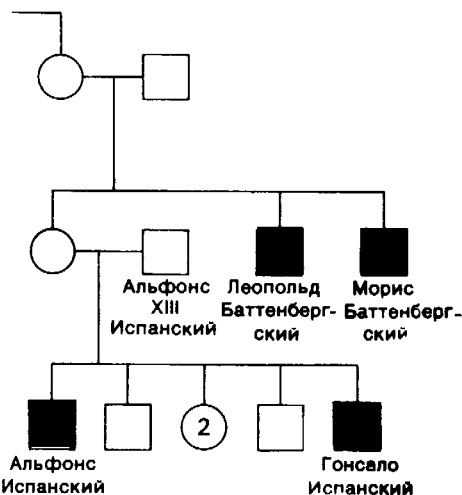 Альфонс
XIII
Испанский
Леопольд
Баттенберг-
ский
Морис
Баттенберг-
ский
2
Альфонс
Испанский
Гонсало
Испанский